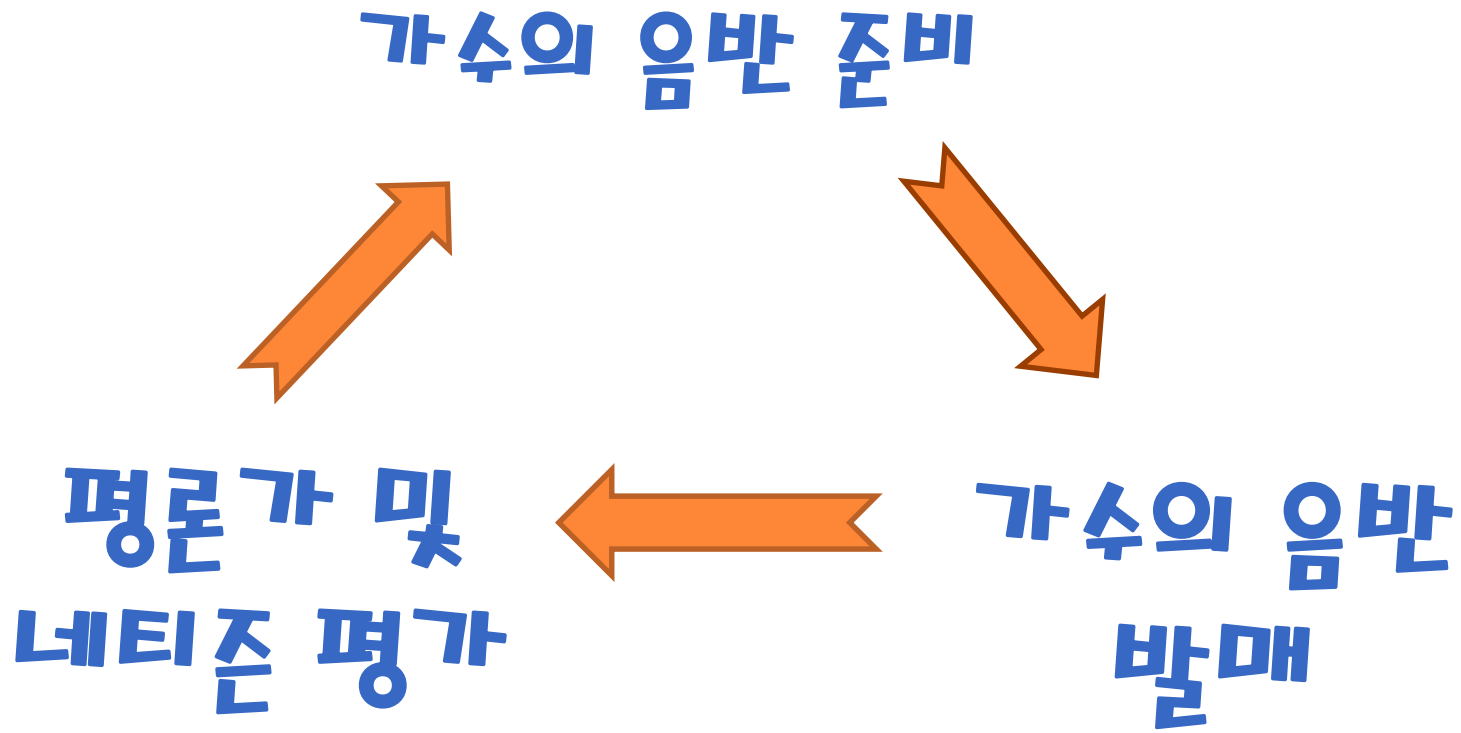 가수의 음반 준비
평론가 및
네티즌 평가
가수의 음반
발매